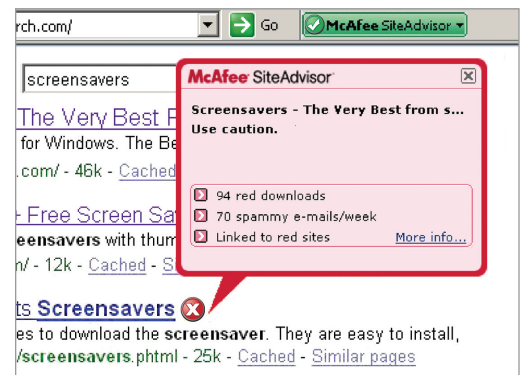 rch.com/ Go McAfee SiteAdvisor
screensavers
McAfee SiteAdvisor
Screensavers - The Very Best from s...
Use caution.
94 red downloads
70 spammy e-mails/week
Linked to red sites More info...
The Very Best F
for Windows. The Be
.com/ - 46k - Cached
Free Screen Sa
eensavers with thum
n/ - 12k - Cached - S
ts Screensavers
es to download the screensaver. They are easy to install,
/screensavers.phtml - 25k - Cached - Similar pages